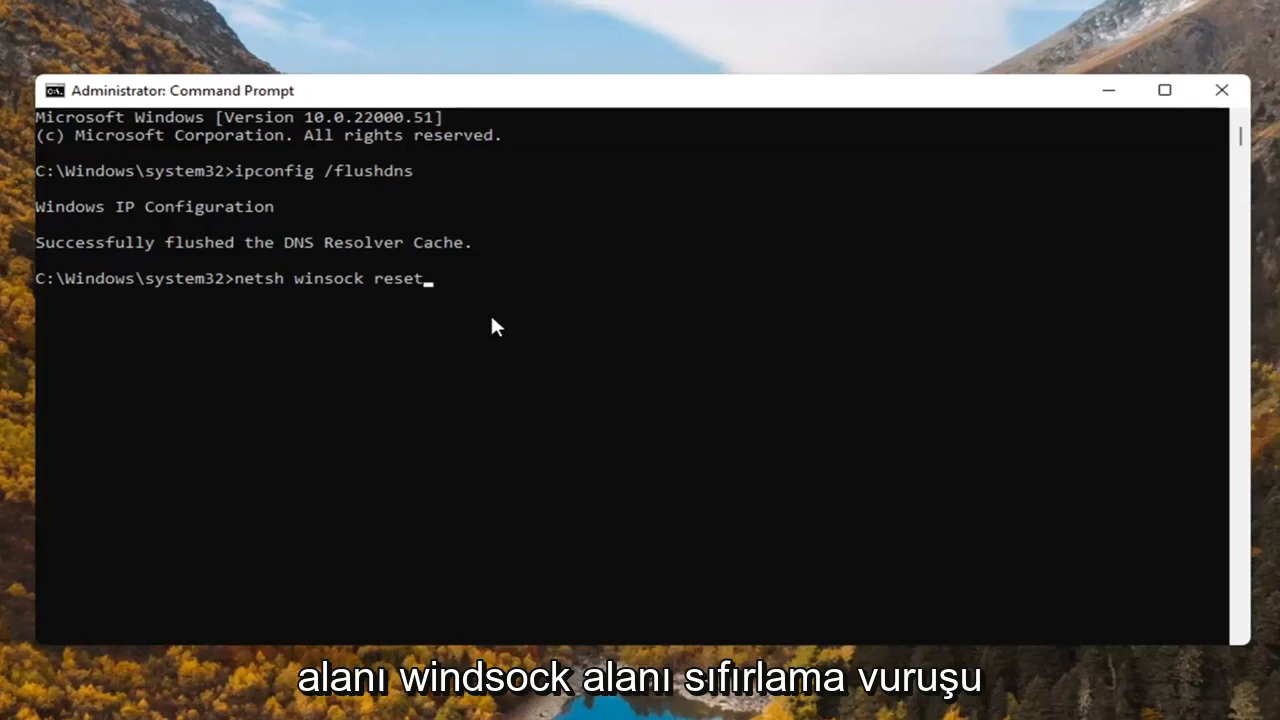 Administrator: Command Prompt
Microsoft Windows [Version 10.0.22000.51]
(c) Microsoft Corporation. All rights reserved.
C:\Windows\system32>ipconfig /flushdns
Windows IP Configuration
Successfully flushed the DNS Resolver Cache.
C:\Windows\system32>netsh winsock reset
alanı windsock alanı sıfırlama vuruşu